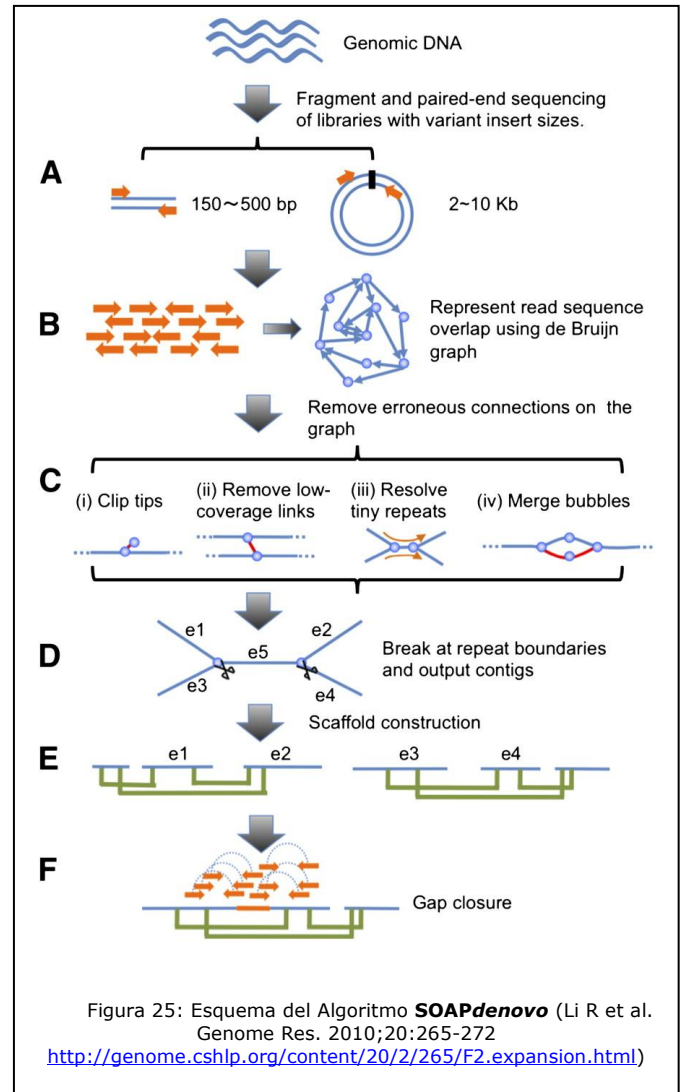 Genomic DNA
Fragment and paired-end sequencing
of libraries with variant insert sizes.
A
150~500 bp
2~10 Kb
B
Represent read sequence
overlap using de Bruijn
graph
Remove erroneous connections on the
graph
C
(i) Clip tips
(ii) Remove low-
coverage links
(iii) Resolve
tiny repeats
(iv) Merge bubbles
D
e1
e2
e5
e3
e4
Break at repeat boundaries
and output contigs
Scaffold construction
E
e1
e2
e3
e4
F
Gap closure
Figura 25: Esquema del Algoritmo SOAPdenovo (Li R et al.
Genome Res. 2010;20:265-272
http://genome.cshlp.org/content/20/2/265/F2.expansion.html)